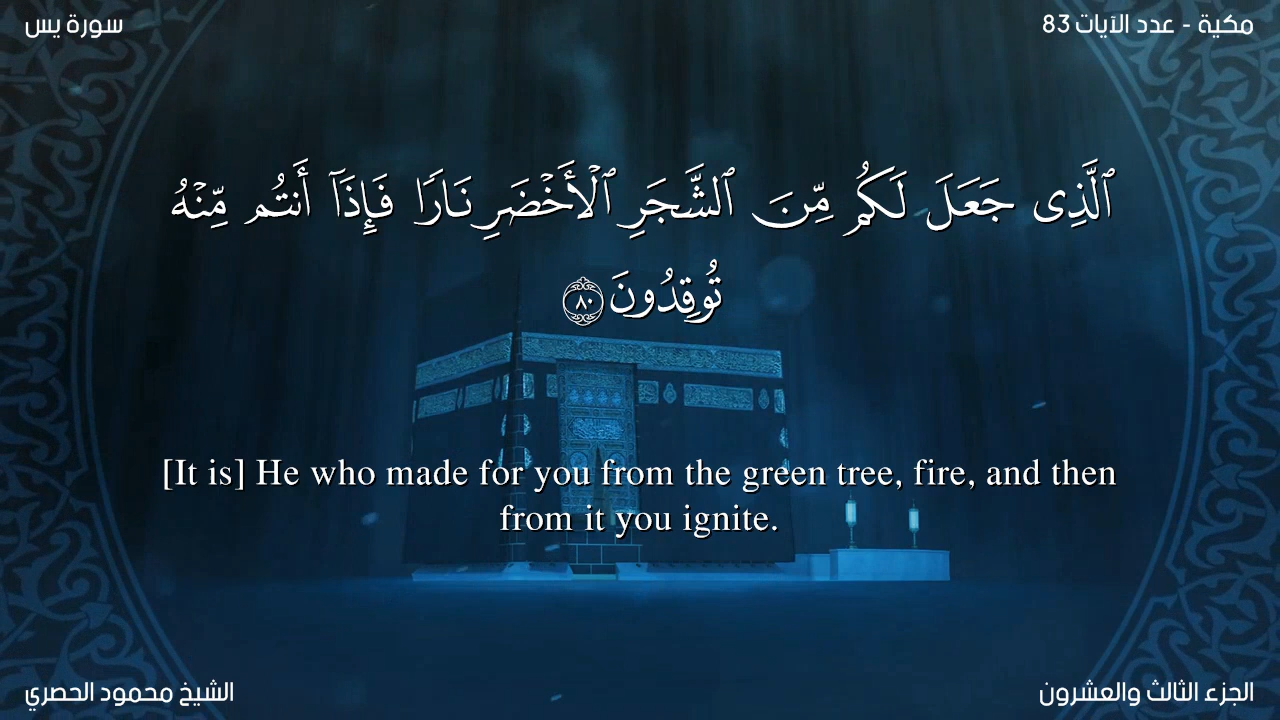 سورة يس
مكية - عدد الآيات 83
ٱلَّذِى جَعَلَ لَكُم مِّنَ ٱلشَّجَرِ ٱلْأَخْضَرِ نَارًا فَإِذَآ أَنتُم مِّنْهُ
تُوقِدُونَ ٨٠
[It is] He who made for you from the green tree, fire, and then
from it you ignite.
الشيخ محمود الحصري
الجزء الثالث والعشرون